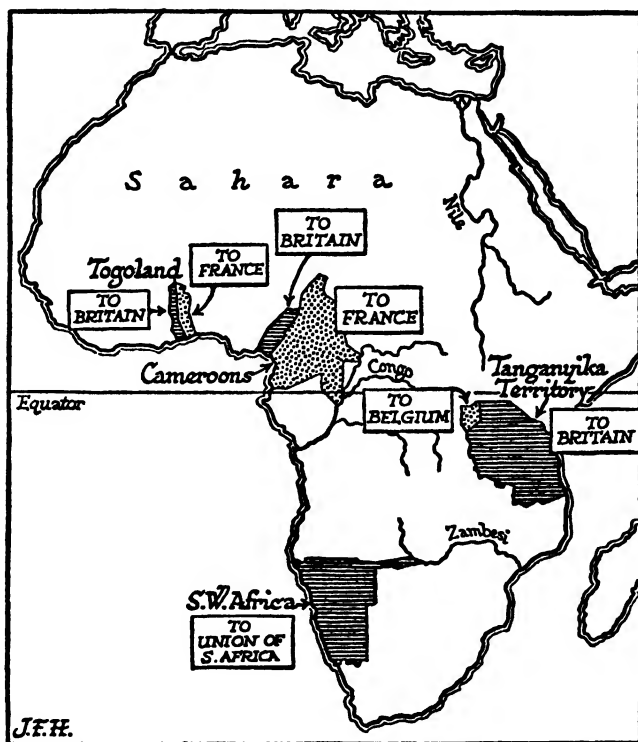 Sahara
Nile
TO
BRITAIN
TO
FRANCE
Togoland
TO
BRITAIN
TO
FRANCE
Cameroons
Congo
Tanganyika
Territory
TO
BELGIUM
TO
BRITAIN
Equator
Zambesi
S.W. Africa
TO
UNION OF
S. AFRICA
J.F.H.